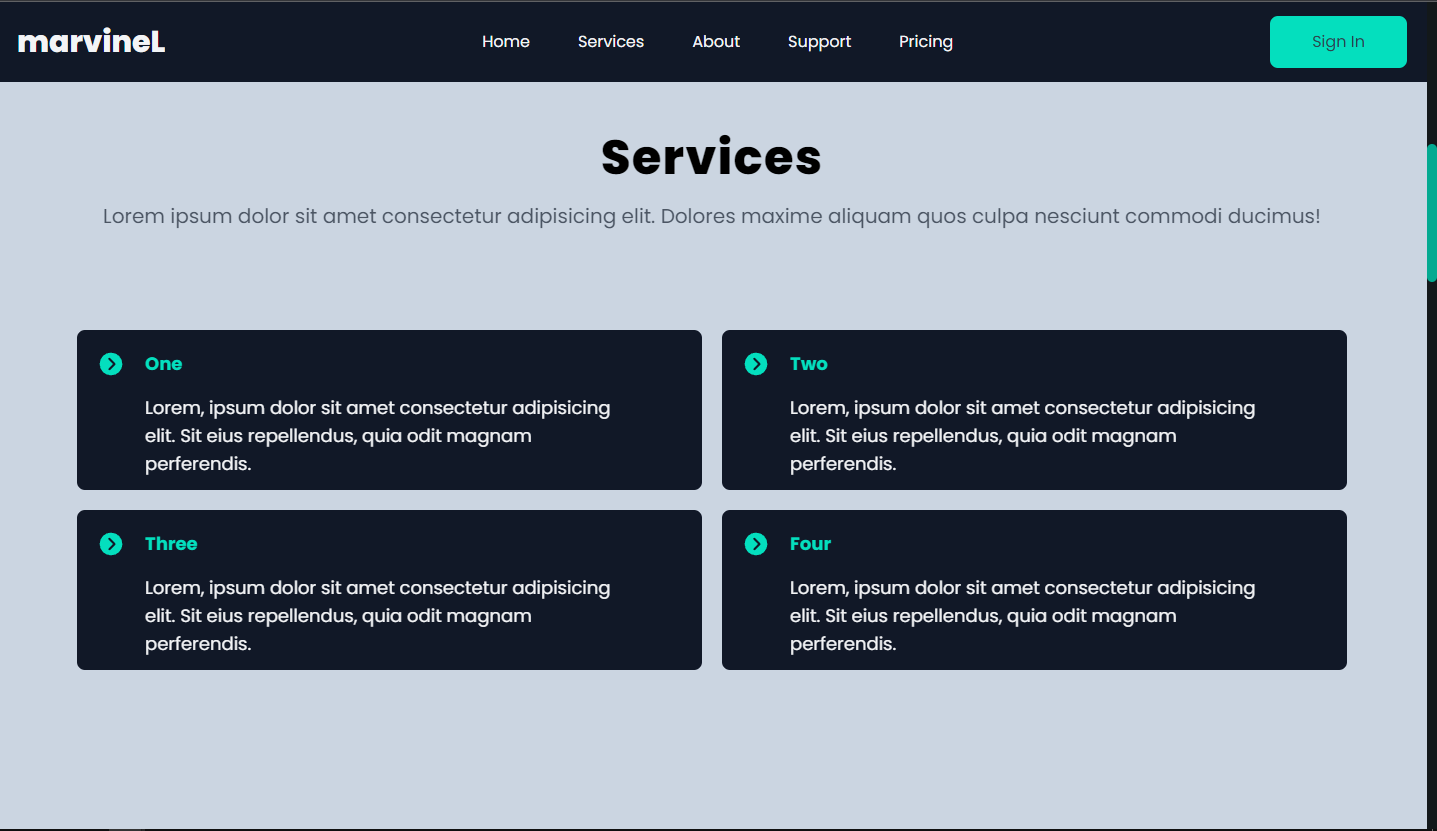 marvineL
Home Services About Support Pricing
Sign In
Services
Lorem ipsum dolor sit amet consectetur adipisicing elit. Dolores maxime aliquam quos culpa nesciunt commodi ducimus!
One
Lorem, ipsum dolor sit amet consectetur adipisicing
elit. Sit eius repellendus, quia odit magnam
perferendis.
Two
Lorem, ipsum dolor sit amet consectetur adipisicing
elit. Sit eius repellendus, quia odit magnam
perferendis.
Three
Lorem, ipsum dolor sit amet consectetur adipisicing
elit. Sit eius repellendus, quia odit magnam
perferendis.
Four
Lorem, ipsum dolor sit amet consectetur adipisicing
elit. Sit eius repellendus, quia odit magnam
perferendis.